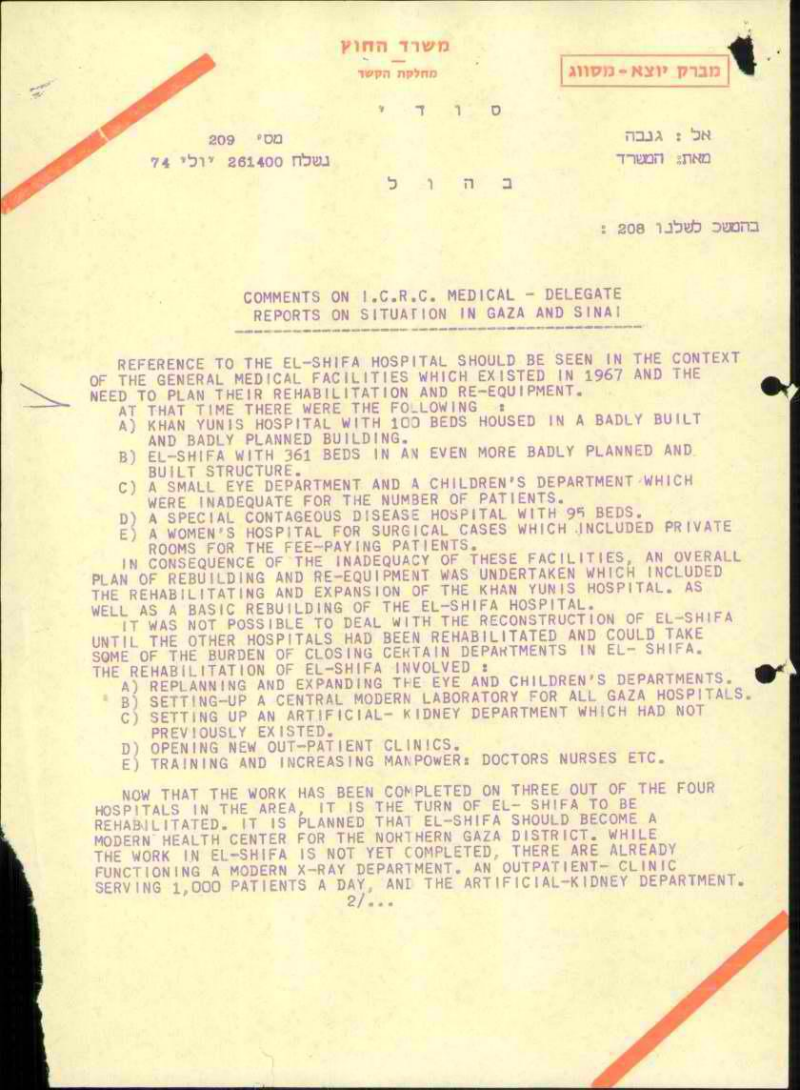 משרד החוץ
מחלקת הקשר
מברק יוצא-מסווג
סודי
אל: גנבה
מס' 209
מאת: המשרד
נשלח 261400 יולי 74
בהול
בהמשכ לשלנו 208:
COMMENTS ON I.C.R.C. MEDICAL - DELEGATE
REPORTS ON SITUATION IN GAZA AND SINAI
REFERENCE TO THE EL-SHIFA HOSPITAL SHOULD BE SEEN IN THE CONTEXT
OF THE GENERAL MEDICAL FACILITIES WHICH EXISTED IN 1967 AND THE
NEED TO PLAN THEIR REHABILITATION AND RE-EQUIPMENT.
AT THAT TIME THERE WERE THE FOLLOWING :
A) KHAN YUNIS HOSPITAL WITH 100 BEDS HOUSED IN A BADLY BUILT
AND BADLY PLANNED BUILDING.
B) EL-SHIFA WITH 361 BEDS IN AN EVEN MORE BADLY PLANNED AND
BUILT STRUCTURE.
C) A SMALL EYE DEPARTMENT AND A CHILDREN'S DEPARTMENT WHICH
WERE INADEQUATE FOR THE NUMBER OF PATIENTS.
D) A SPECIAL CONTAGEOUS DISEASE HOSPITAL WITH 95 BEDS.
E) A WOMEN'S HOSPITAL FOR SURGICAL CASES WHICH INCLUDED PRIVATE
ROOMS FOR THE FEE-PAYING PATIENTS.
IN CONSEQUENCE OF THE INADEQUACY OF THESE FACILITIES, AN OVERALL
PLAN OF REBUILDING AND RE-EQUIPMENT WAS UNDERTAKEN WHICH INCLUDED
THE REHABILITATING AND EXPANSION OF THE KHAN YUNIS HOSPITAL. AS
WELL AS A BASIC REBUILDING OF THE EL-SHIFA HOSPITAL.
IT WAS NOT POSSIBLE TO DEAL WITH THE RECONSTRUCTION OF EL-SHIFA
UNTIL THE OTHER HOSPITALS HAD BEEN REHABILITATED AND COULD TAKE
SOME OF THE BURDEN OF CLOSING CERTAIN DEPARTMENTS IN EL- SHIFA.
THE REHABILITATION OF EL-SHIFA INVOLVED :
A) REPLANNING AND EXPANDING THE EYE AND CHILDREN'S DEPARTMENTS.
B) SETTING-UP A CENTRAL MODERN LABORATORY FOR ALL GAZA HOSPITALS.
C) SETTING UP AN ARTIFICIAL- KIDNEY DEPARTMENT WHICH HAD NOT
PREVIOUSLY EXISTED.
D) OPENING NEW OUT-PATIENT CLINICS.
E) TRAINING AND INCREASING MANPOWER: DOCTORS NURSES ETC.
NOW THAT THE WORK HAS BEEN COMPLETED ON THREE OUT OF THE FOUR
HOSPITALS IN THE AREA, IT IS THE TURN OF EL- SHIFA TO BE
REHABILITATED. IT IS PLANNED THAT EL-SHIFA SHOULD BECOME A
MODERN HEALTH CENTER FOR THE NORTHERN GAZA DISTRICT. WHILE
THE WORK IN EL-SHIFA IS NOT YET COMPLETED, THERE ARE ALREADY
FUNCTIONING A MODERN X-RAY DEPARTMENT. AN OUTPATIENT- CLINIC
SERVING 1,000 PATIENTS A DAY, AND THE ARTIFICIAL-KIDNEY DEPARTMENT.
2/...